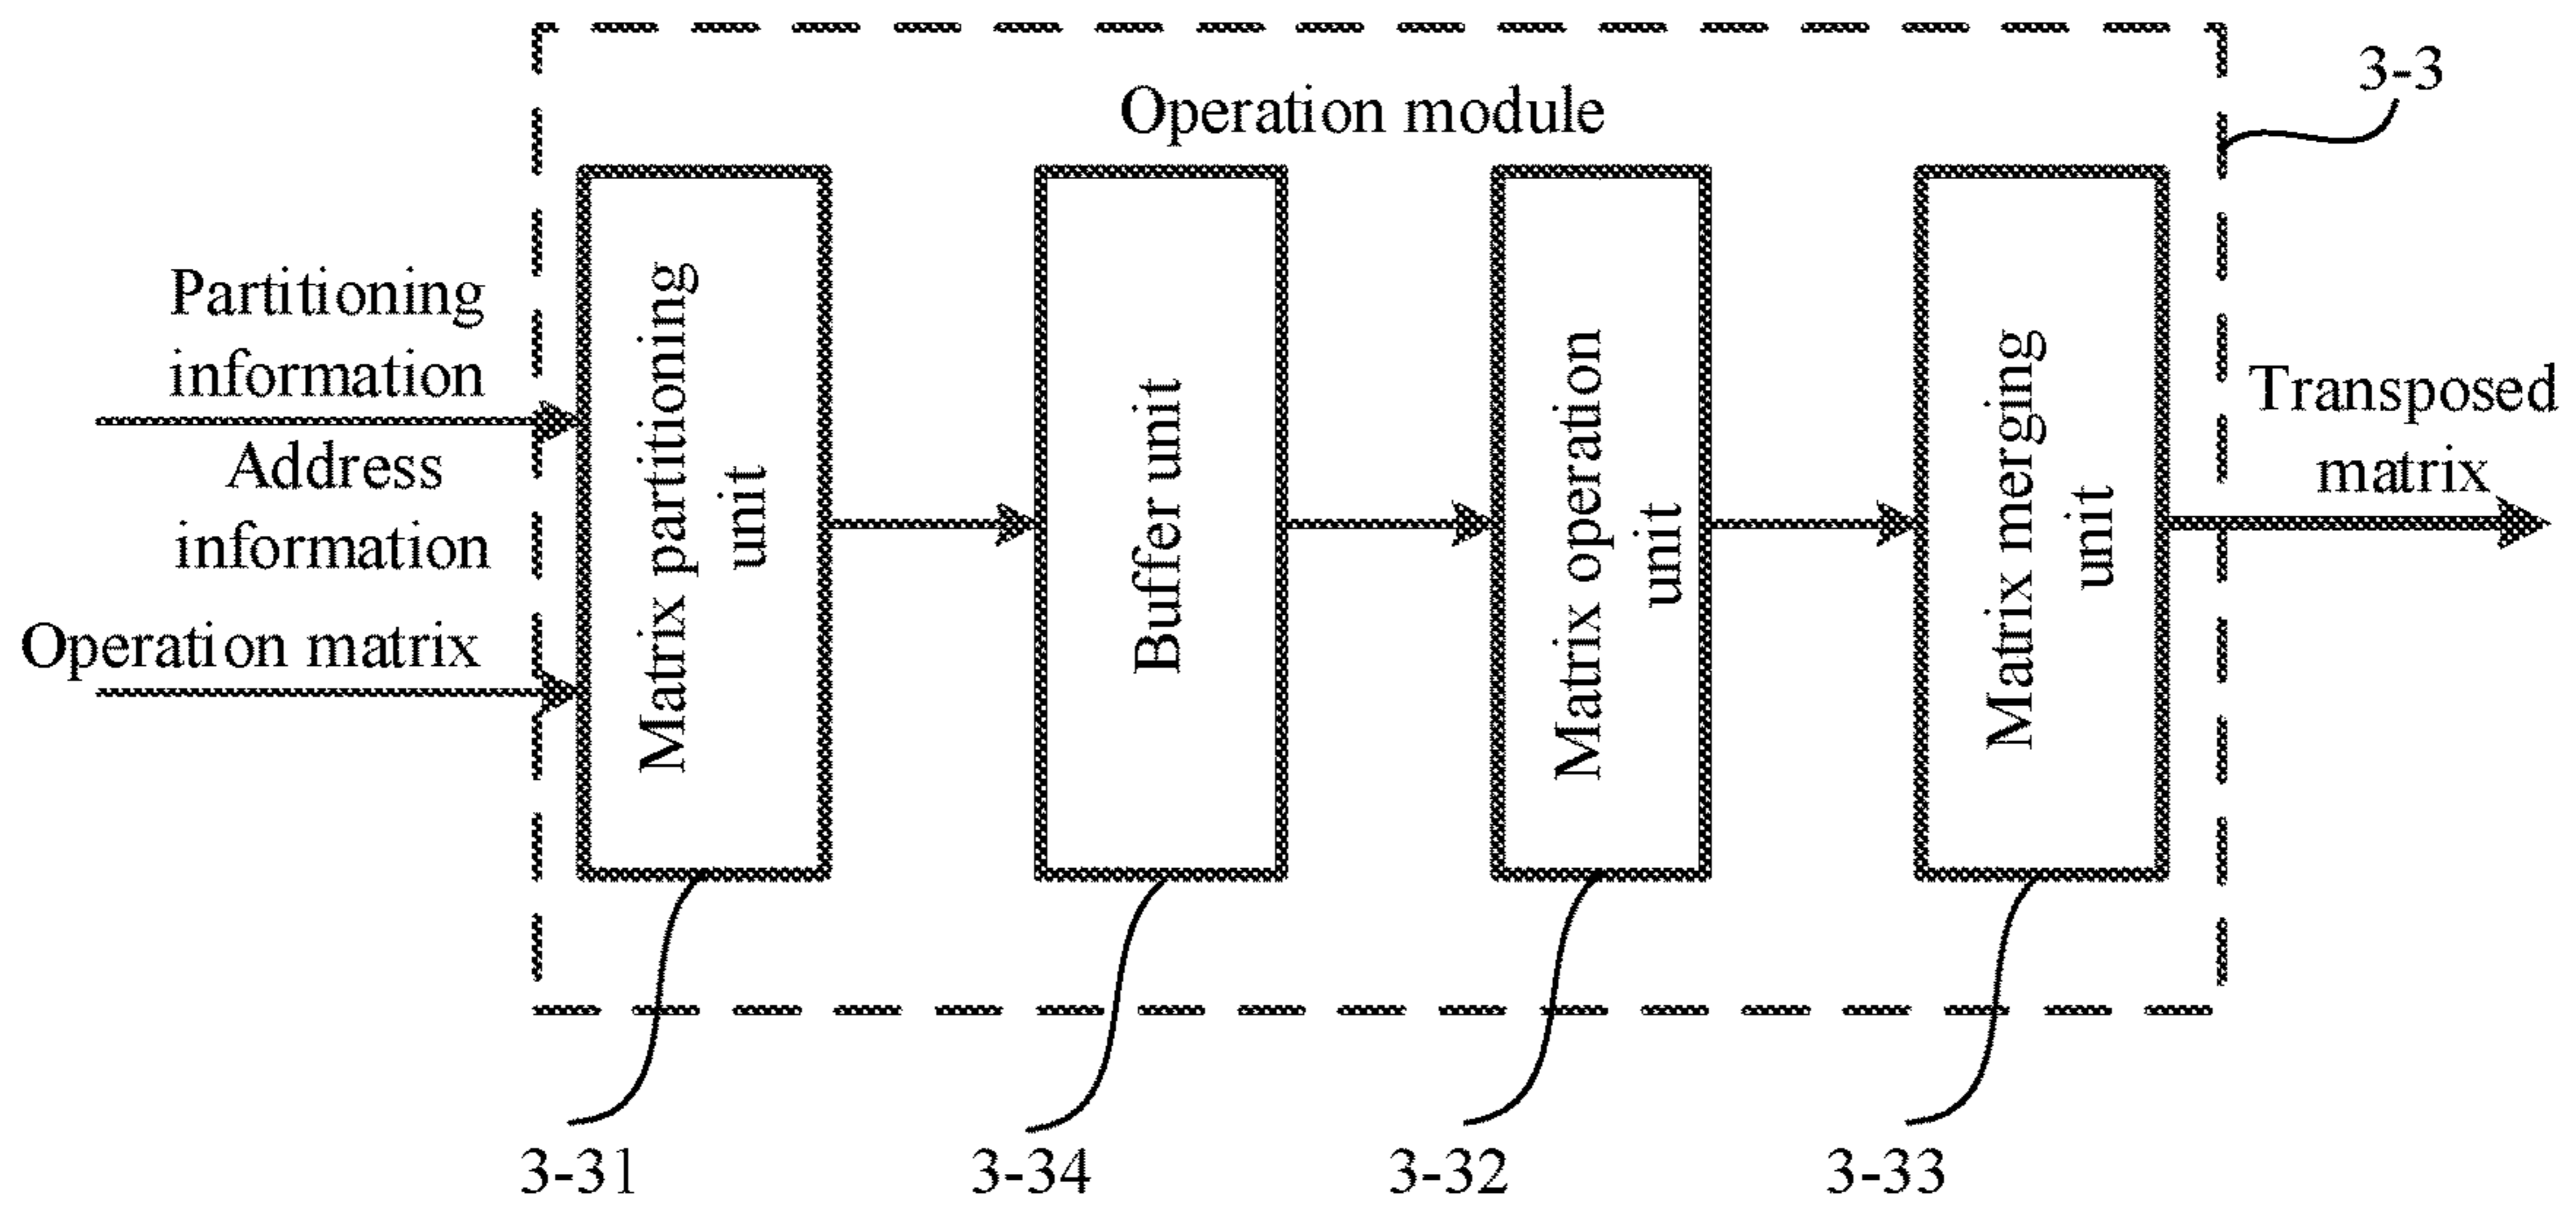 3-3
Operation module
Partitioning
information
Address
information
Operation matrix
Matrix partitioning
unit
Buffer unit
Matrix operation
unit
Matrix merging
unit
Transposed
matrix
3-31
3-34
3-32
3-33